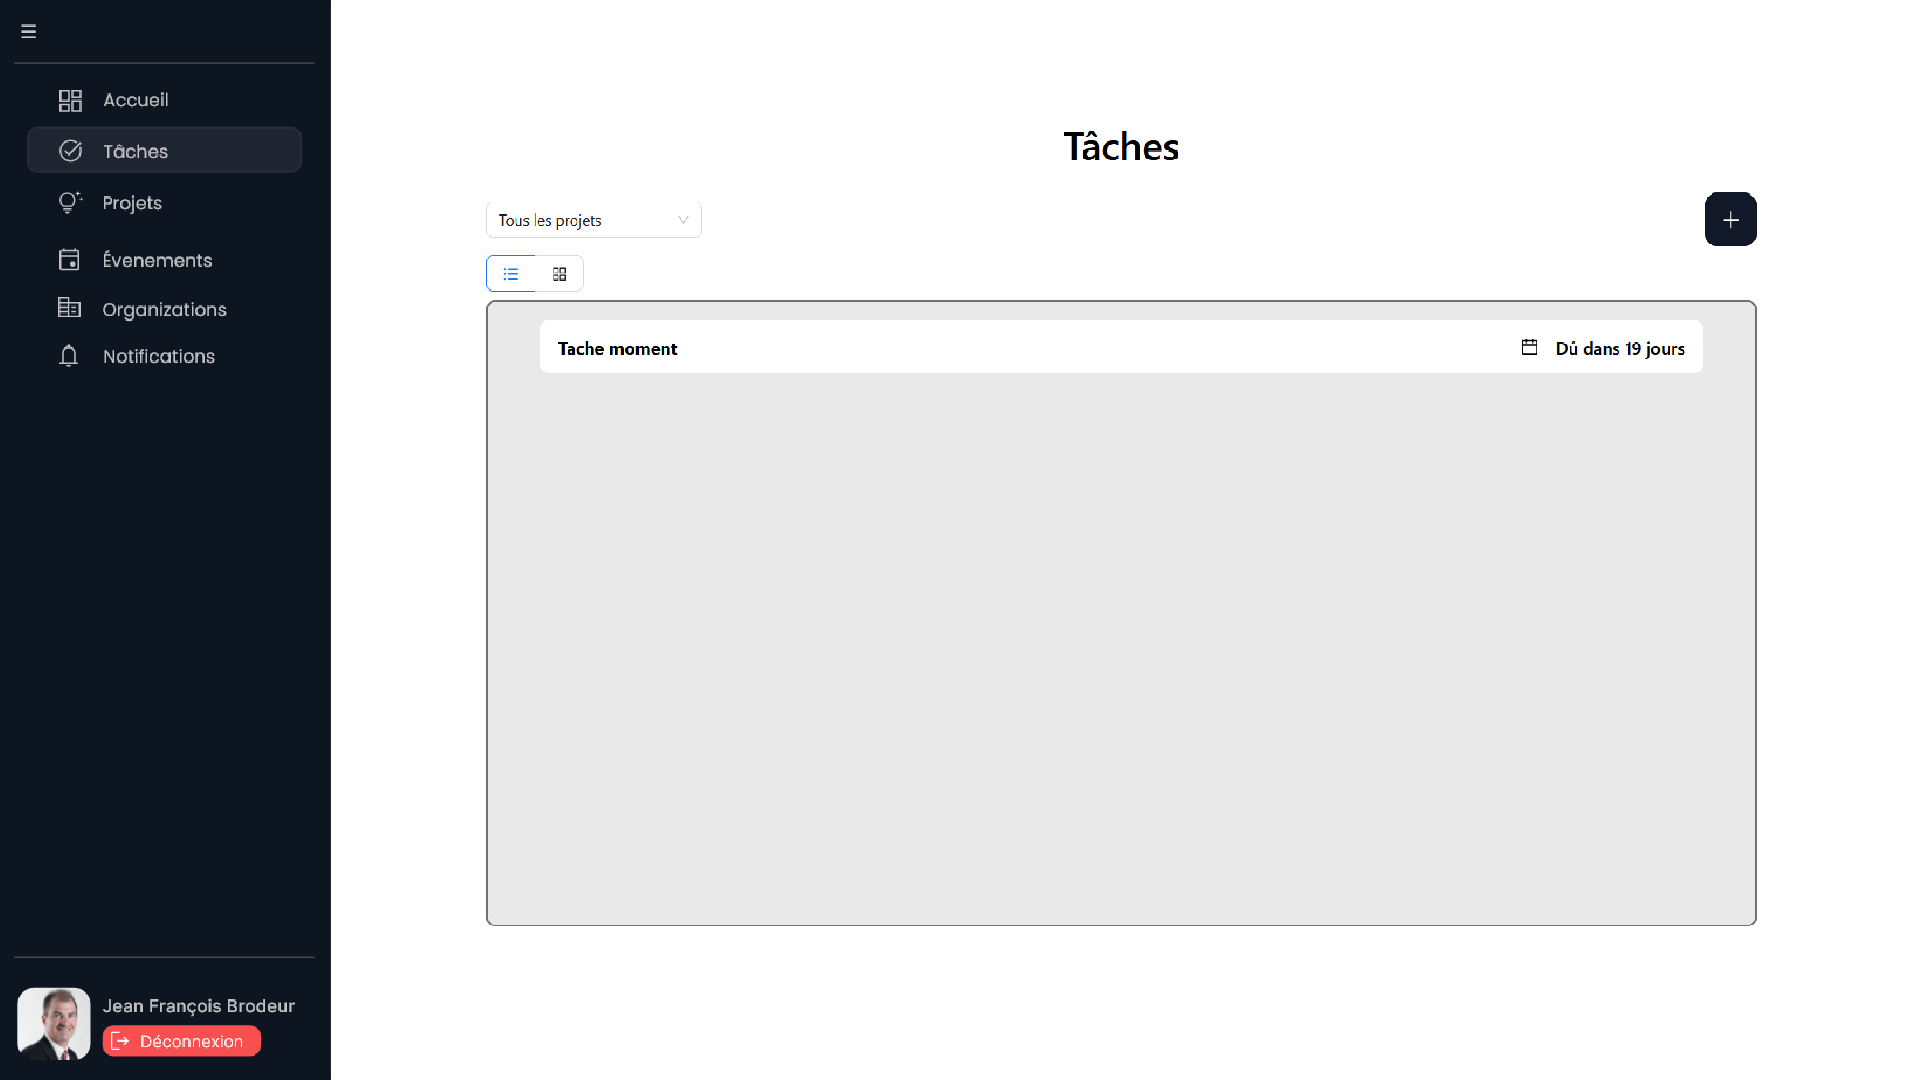 Accueil
Tâches
Projets
Évenements
Organizations
Notifications
Jean François Brodeur
Déconnexion
Tâches
Tous les projets
Tache moment
Dû dans 19 jours